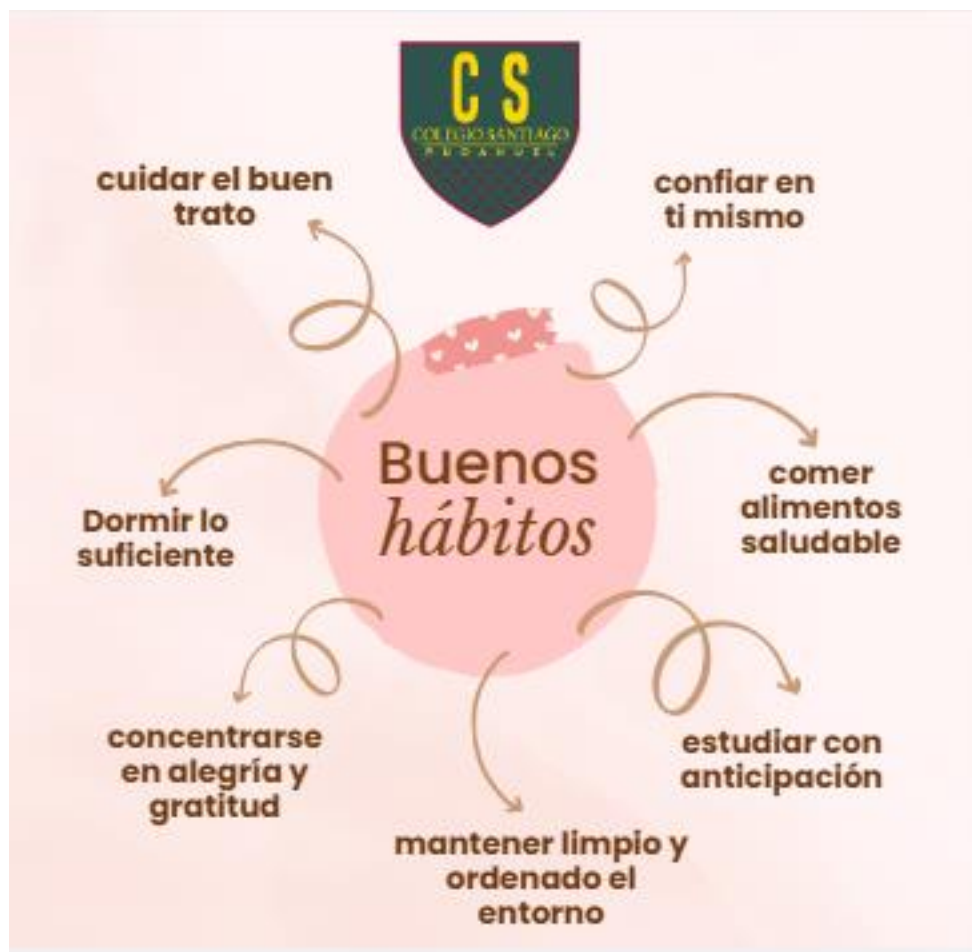 C S
COLEGIO SANTIAGO
PUDAHUEL
cuidar el buen
trato
confiar en
ti mismo
Buenos
hábitos
Dormir lo
suficiente
comer
alimentos
saludable
concentrarse
en alegría y
gratitud
estudiar con
anticipación
mantener limpio y
ordenado el
entorno